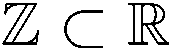 ℤ ⊂ ℝ